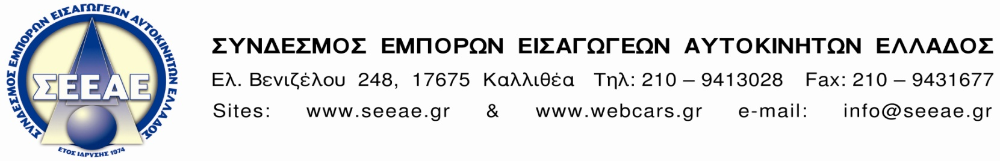 ΣΥΝΔΕΣΜΟΣ ΕΜΠΟΡΩΝ ΕΙΣΑΓΩΓΕΩΝ ΑΥΤΟΚΙΝΗΤΩΝ ΕΛΛΑΔΟΣ
ΣΕΕΑΕ
ΕΤΟΣ ΙΔΡΥΣΗΣ 1974
ΣΥΝΔΕΣΜΟΣ ΕΜΠΟΡΩΝ ΕΙΣΑΓΩΓΕΩΝ ΑΥΤΟΚΙΝΗΤΩΝ ΕΛΛΑΔΟΣ
Ελ. Βενιζέλου 248, 17675 Καλλιθέα Τηλ: 210 – 9413028 Fax: 210 – 9431677
Sites: www.seeae.gr & www.webcars.gr e-mail: info@seeae.gr